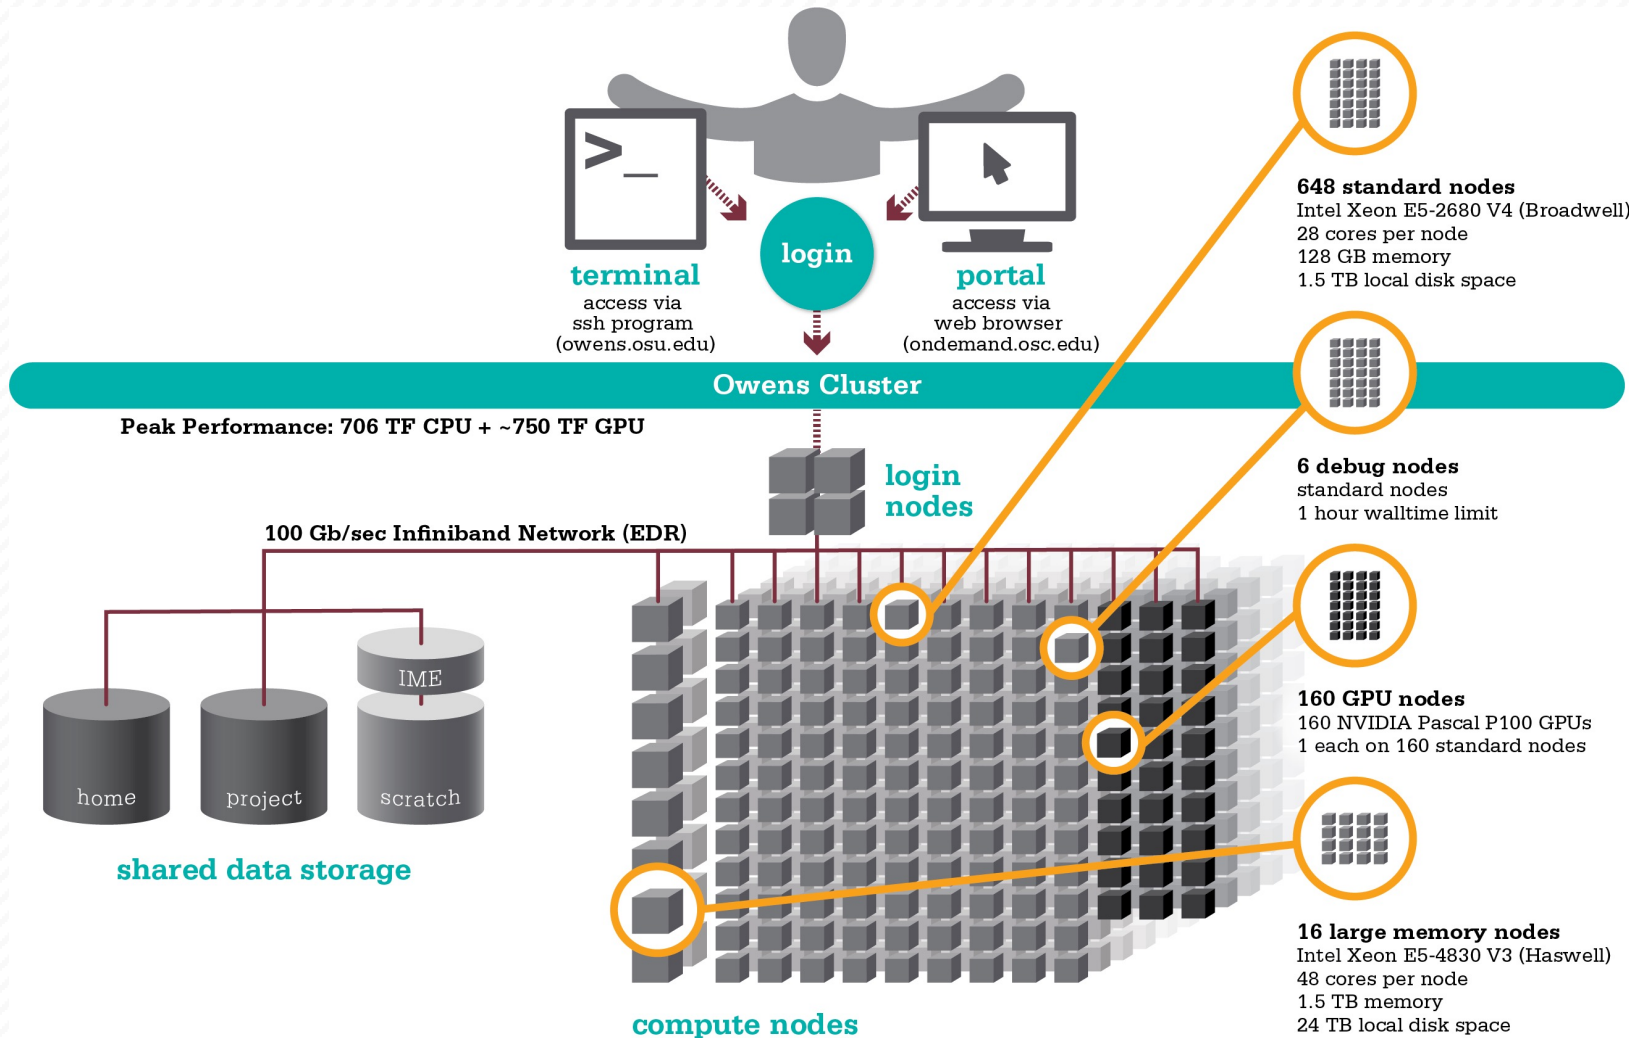 >_
login
terminal
access via
ssh program
(owens.osu.edu)
portal
access via
web browser
(ondemand.osc.edu)
Owens Cluster
Peak Performance: 706 TF CPU + ~750 TF GPU
login
nodes
100 Gb/sec Infiniband Network (EDR)
IME
home
project
scratch
shared data storage
compute nodes
648 standard nodes
Intel Xeon E5-2680 V4 (Broadwell)
28 cores per node
128 GB memory
1.5 TB local disk space
6 debug nodes
standard nodes
1 hour walltime limit
160 GPU nodes
160 NVIDIA Pascal P100 GPUs
1 each on 160 standard nodes
16 large memory nodes
Intel Xeon E5-4830 V3 (Haswell)
48 cores per node
1.5 TB memory
24 TB local disk space